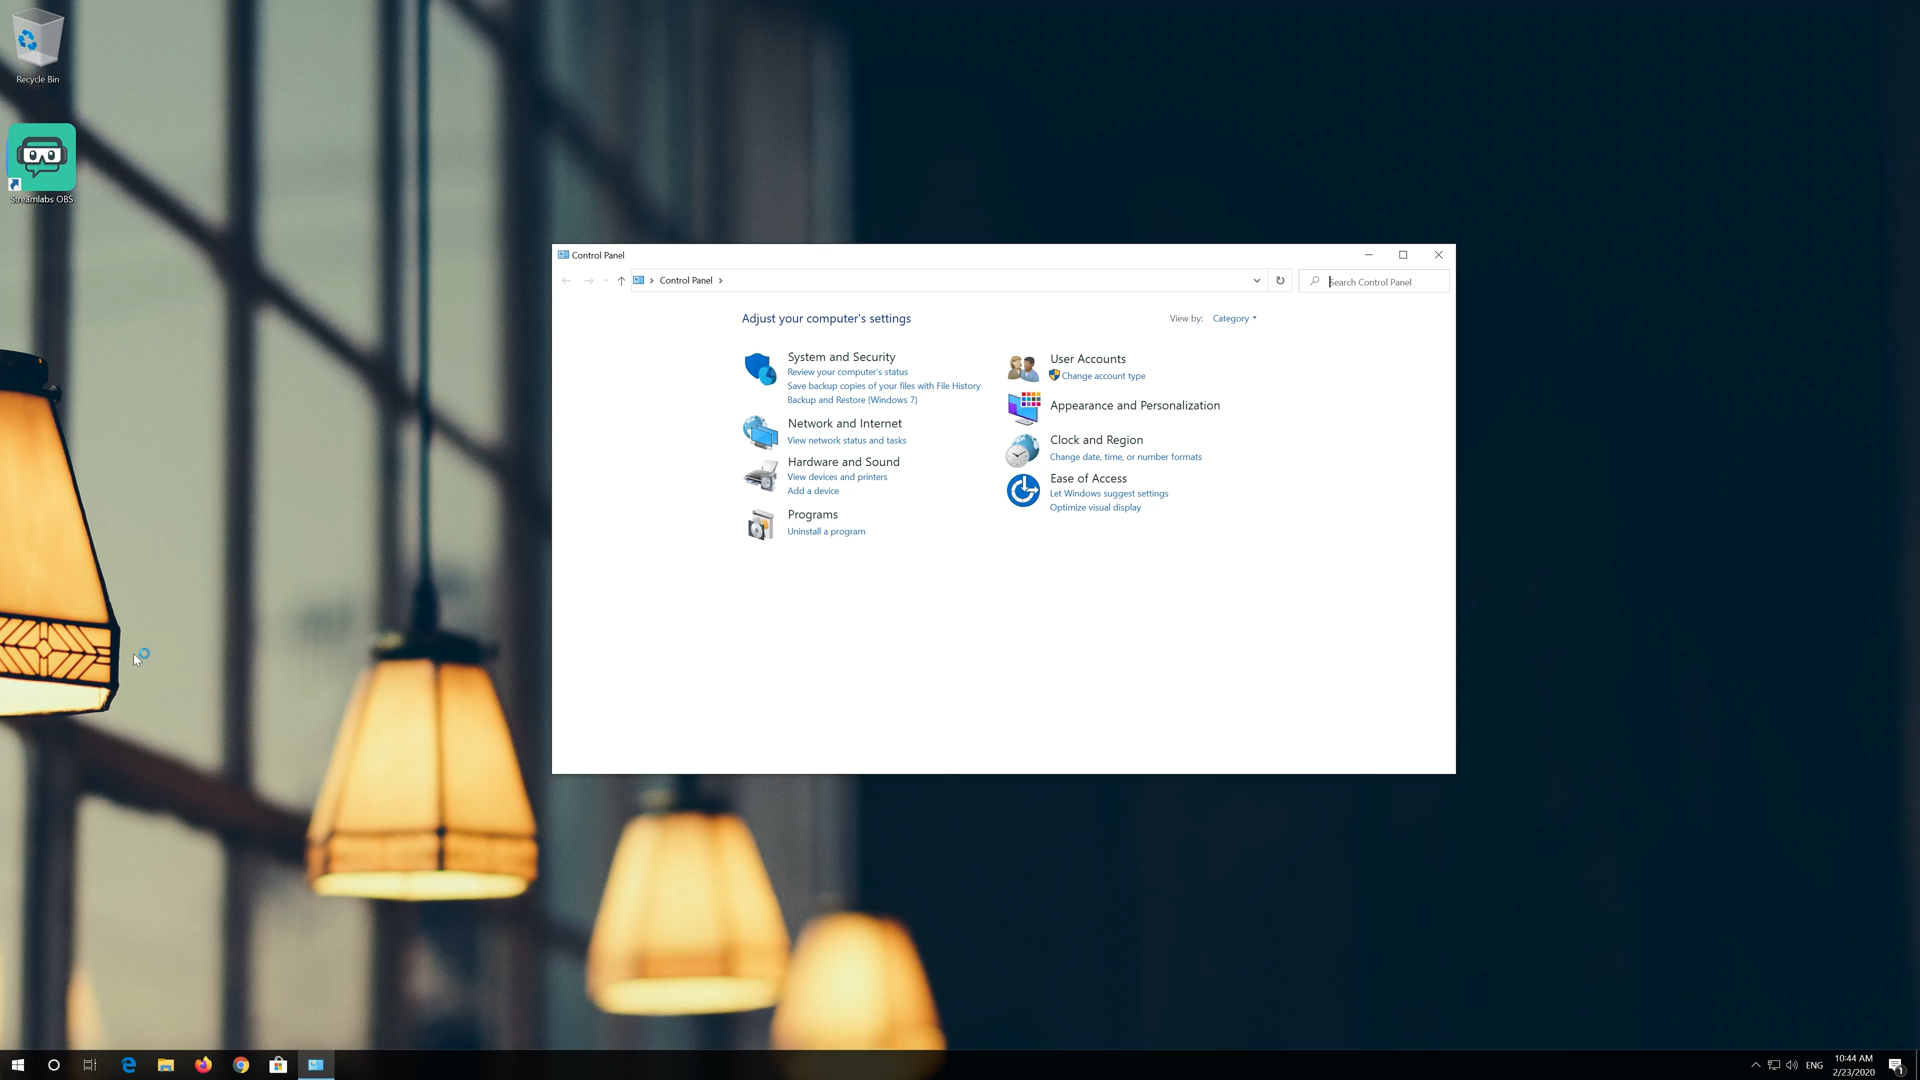 Recycle Bin
Streamlabs OBS
Control Panel
Control Panel
Search Control Panel
Adjust your computer's settings
View by: Category
System and Security
Review your computer's status
Save backup copies of your files with File History
Backup and Restore (Windows 7)
Network and Internet
View network status and tasks
Hardware and Sound
View devices and printers
Add a device
Programs
Uninstall a program
User Accounts
Change account type
Appearance and Personalization
Clock and Region
Change date, time, or number formats
Ease of Access
Let Windows suggest settings
Optimize visual display
ENG
10:44 AM
2/23/2020
1